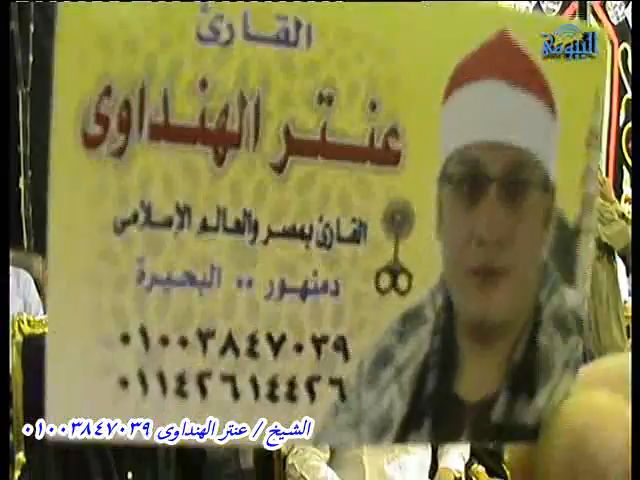 القارئ
عنتر الهنداوى
القارئ بمصر والعالم الإسلامى
دمنهور .. البحيرة
٠١٠٠٣٨٤٧٠٣٩
٠١١٤٢٦١٤٤٢٦
الشيخ / عنتر الهنداوى ٠١٠٠٣٨٤٧٠٣٩